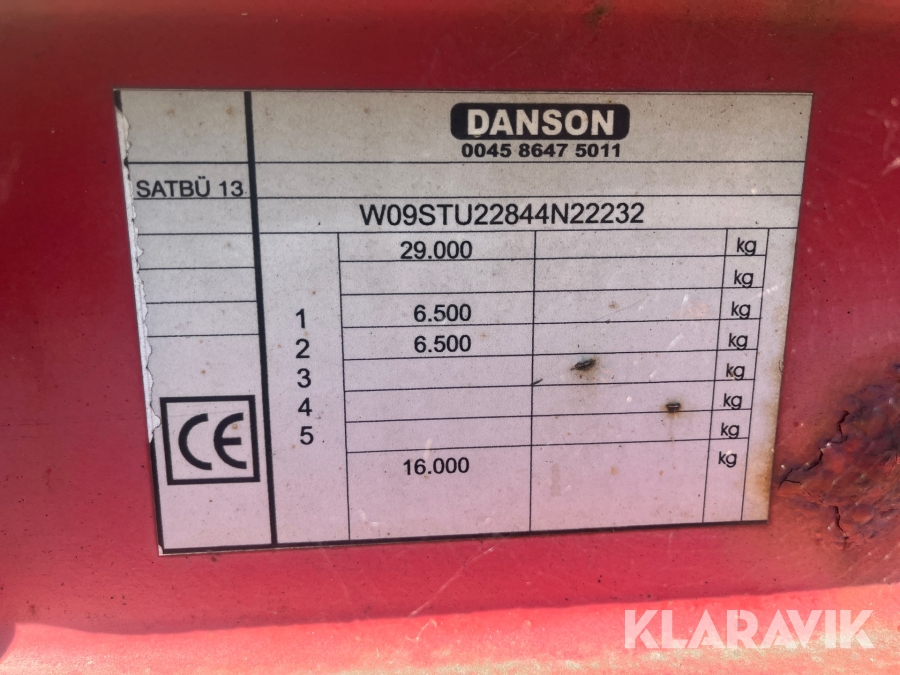 DANSON
0045 8647 5011
SATBÜ 13
W09STU22844N22232
29.000 kg
kg
1 6.500 kg
2 6.500 kg
3 kg
4 kg
5 kg
16.000 kg
CE
KLARAVIK